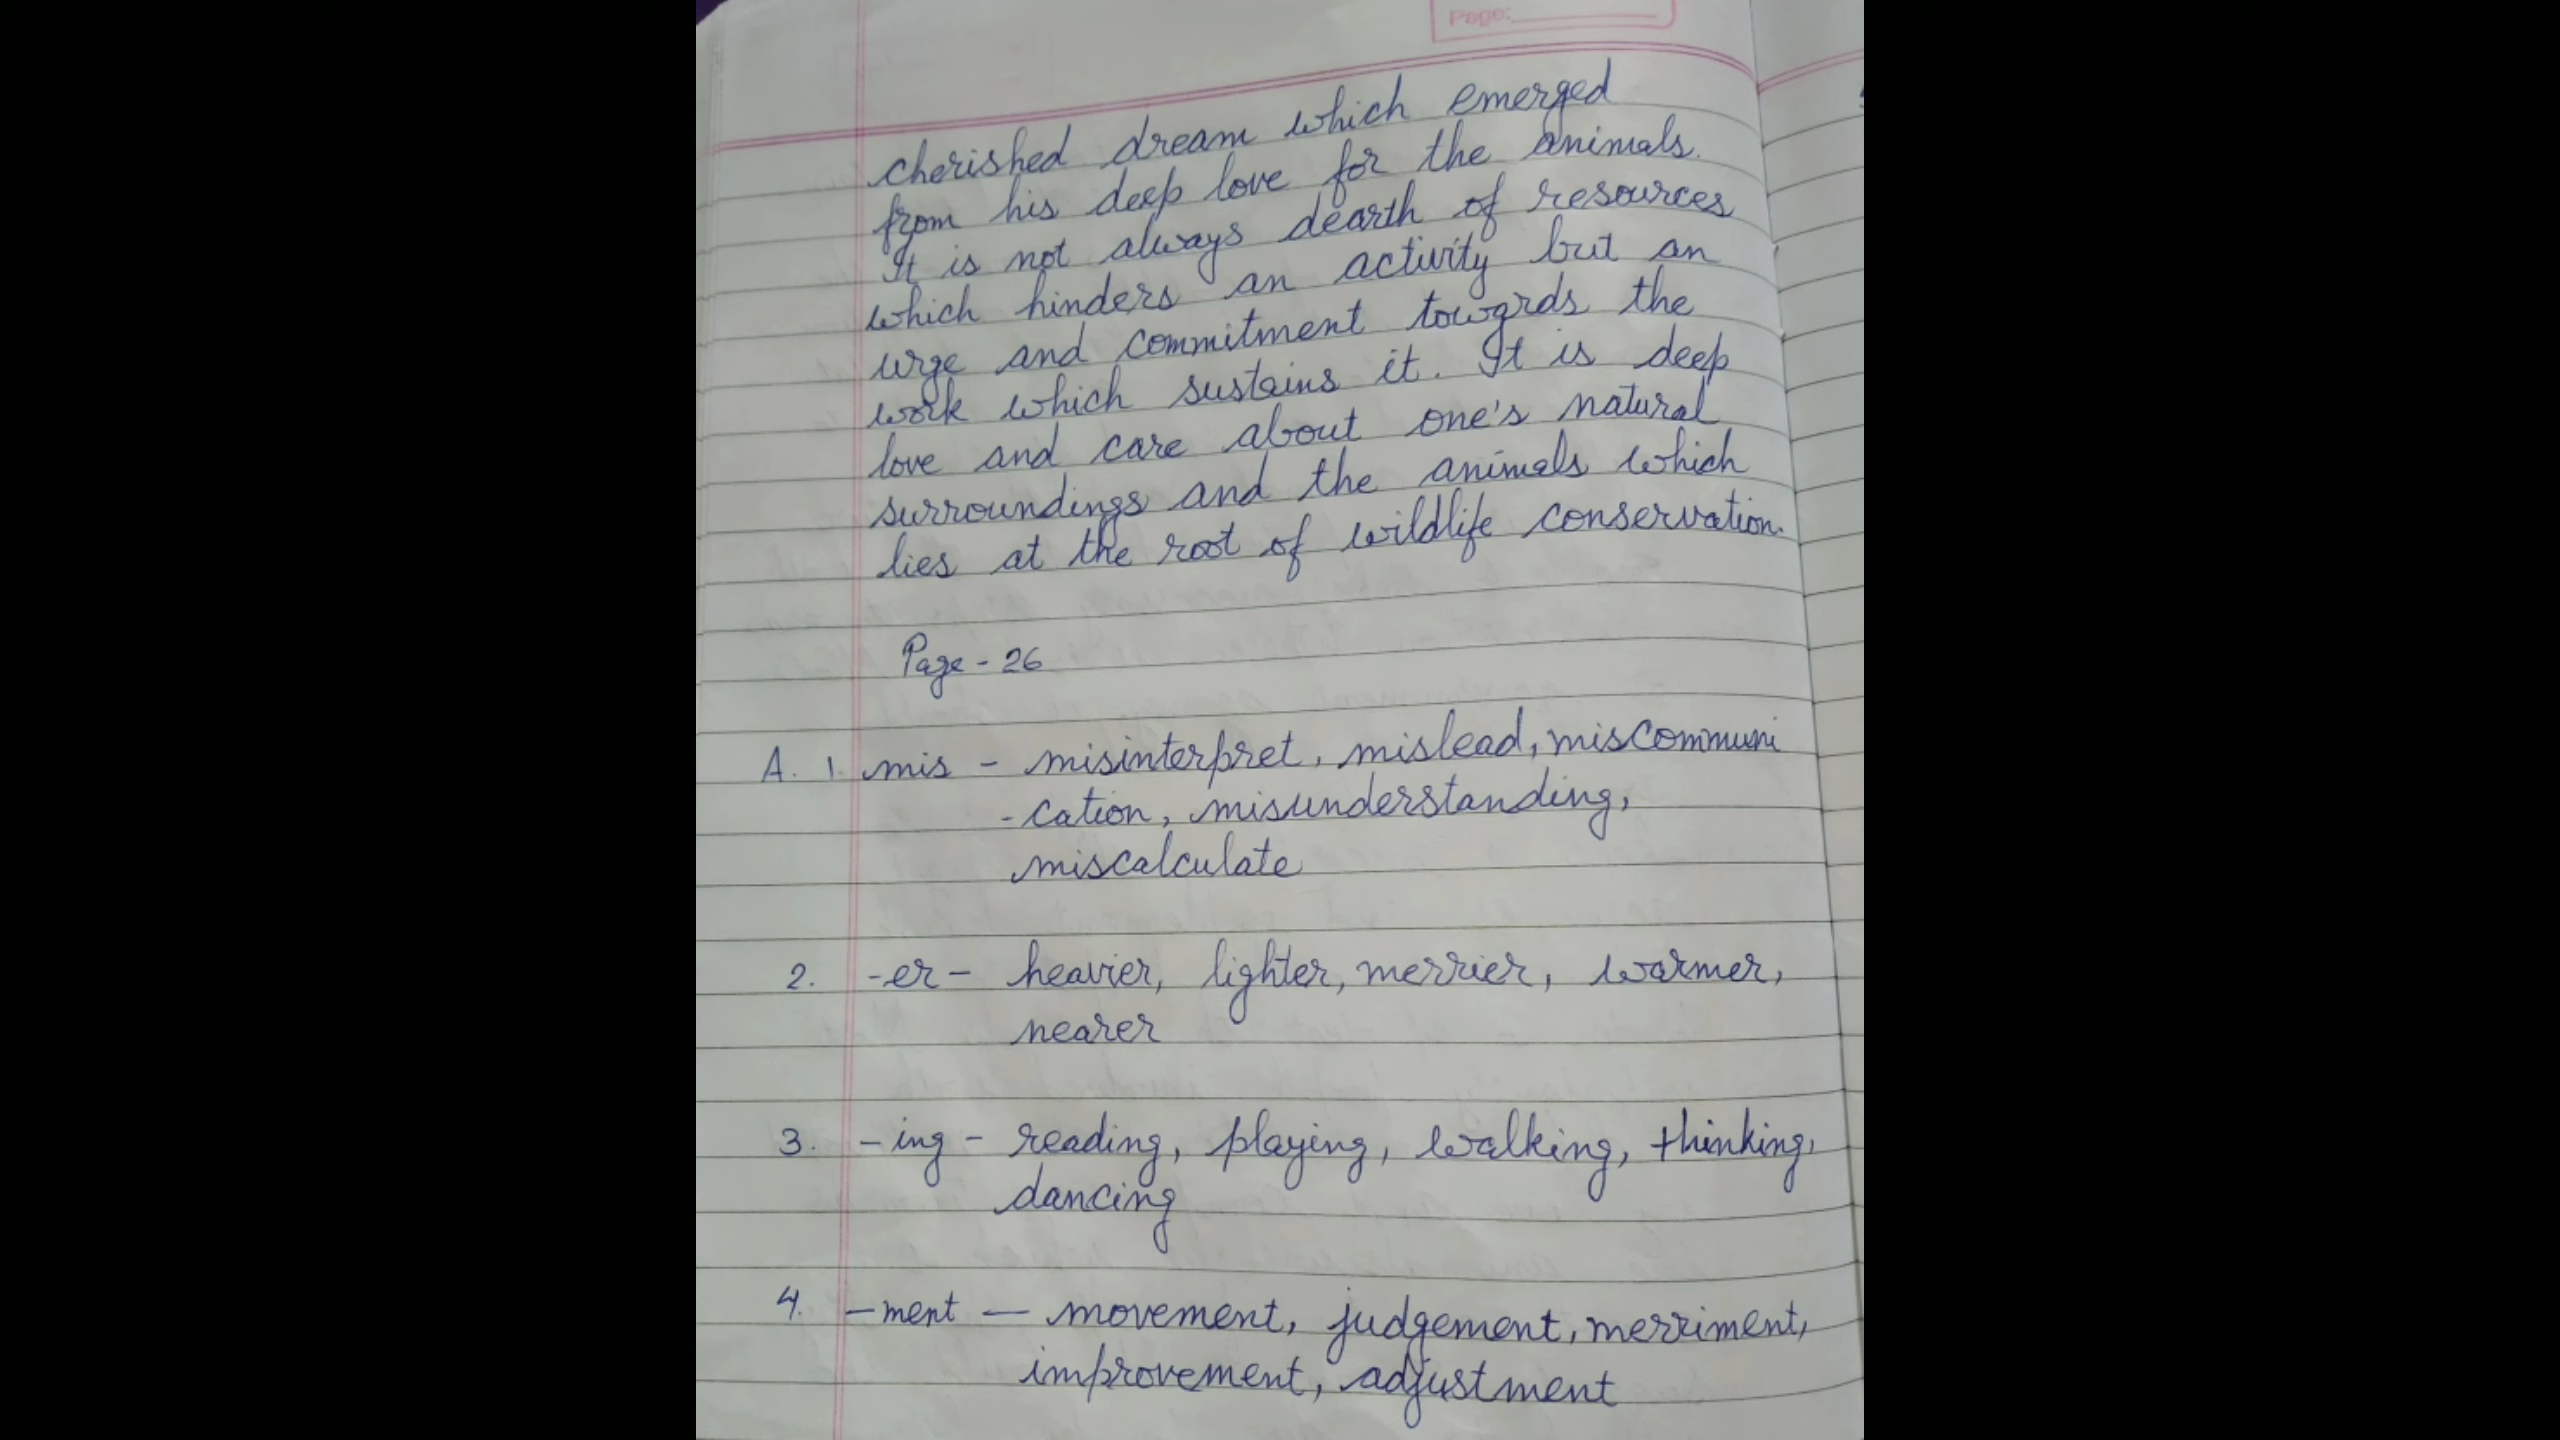 Page:
cherished dream which emerged
from his deep love for the animals.
It is not always dearth of resources
which hinders an activity but an
urge and commitment towards the
work which sustains it. It is deep
love and care about one's natural
surroundings and the animals which
lies at the root of wildlife conservation.
Page - 26
A. 1. mis - misinterpret, mislead, miscommuni
- cation, misunderstanding,
miscalculate
2. -er - heavier, lighter, merrier, warmer,
nearer
3. - ing - reading, playing, walking, thinking,
dancing
4. - ment — movement, judgement, merriment,
improvement, adjustment